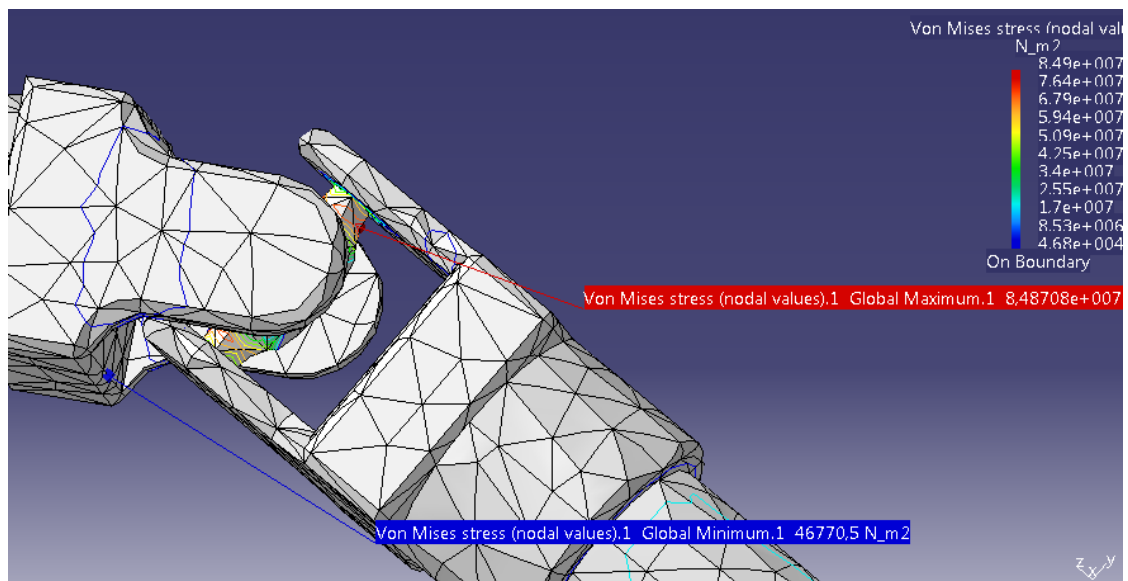 Von Mises stress (nodal valu
N_m2
8.49e+007
7.64e+007
6.79e+007
5.94e+007
5.09e+007
4.25e+007
3.4e+007
2.55e+007
1.7e+007
8.53e+006
4.68e+004
On Boundary
Von Mises stress (nodal values).1 Global Maximum.1 8,48708e+007
Von Mises stress (nodal values).1 Global Minimum.1 46770,5 N_m2
z x y